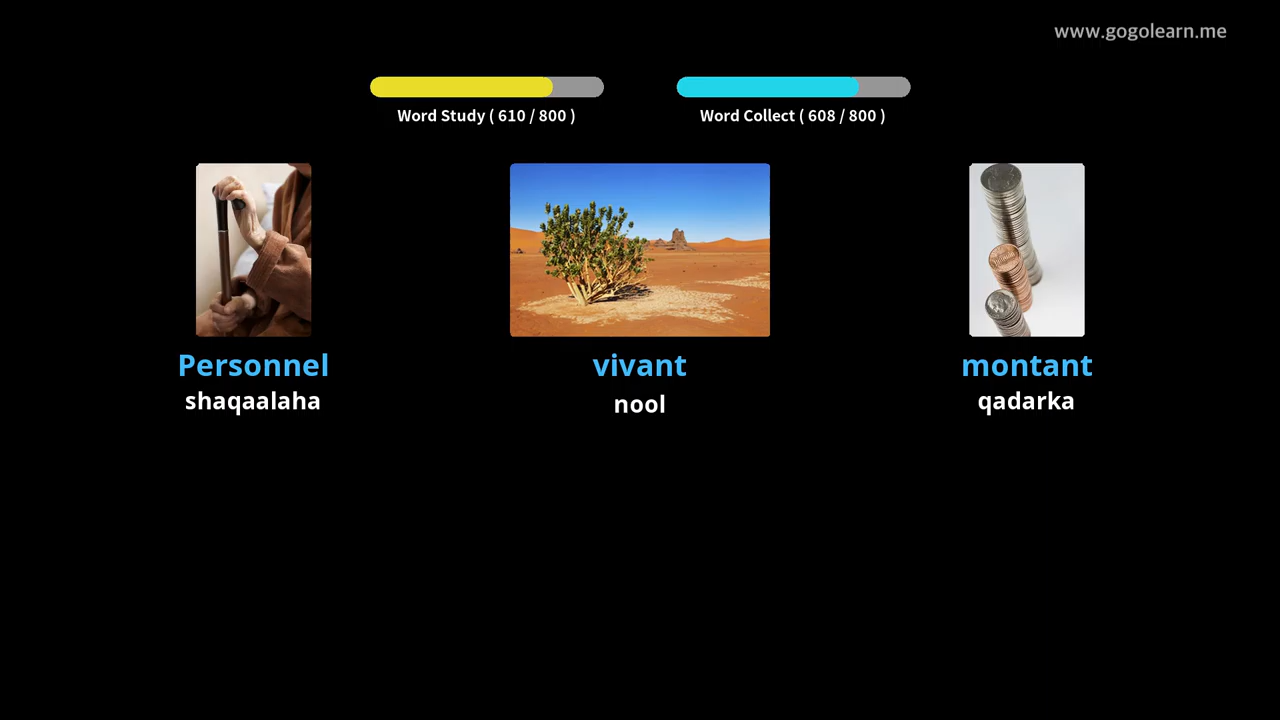 www.gogolearn.me
Word Study ( 610 / 800 )
Word Collect ( 608 / 800 )
Personnel
shaqaalaha
vivant
nool
montant
qadarka